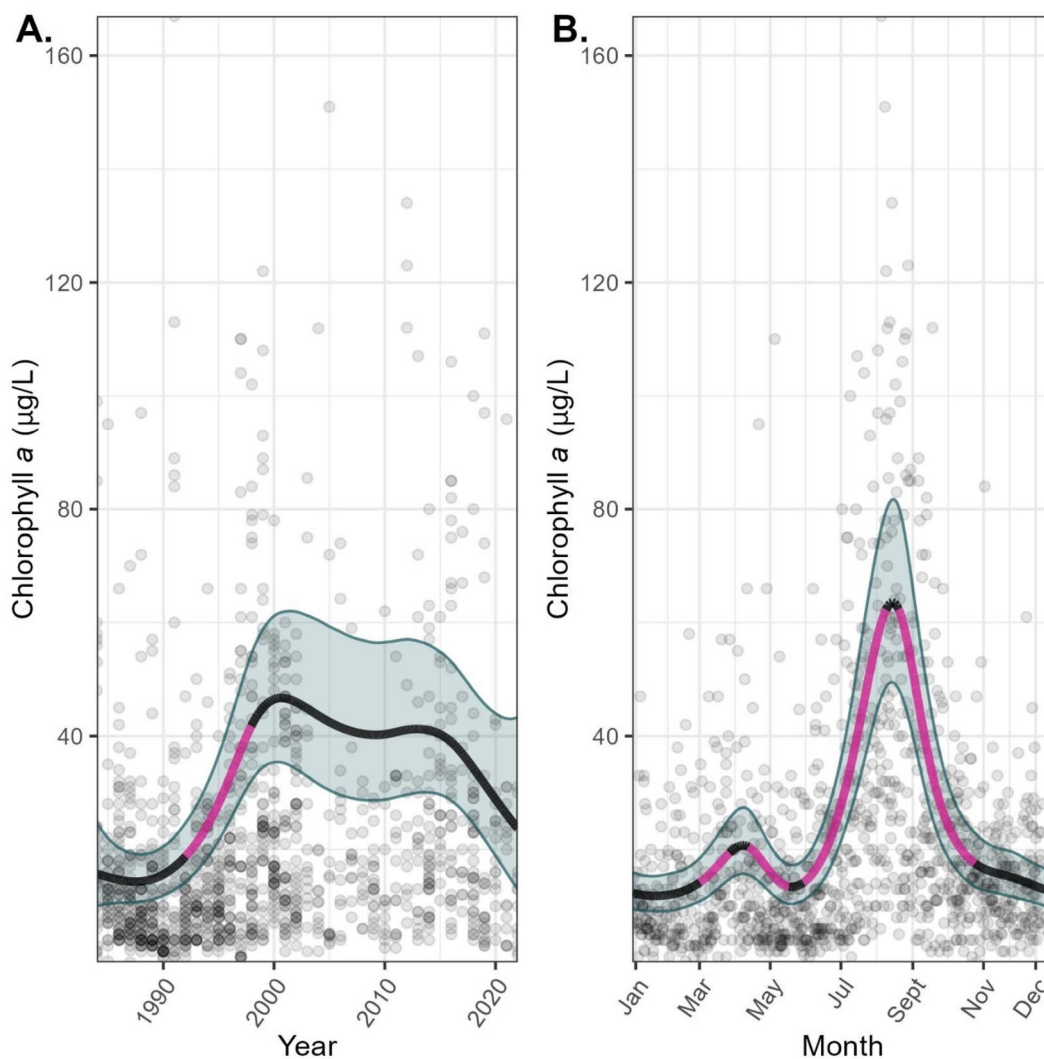 A.
160
120
80
40
Chlorophyll a (µg/L)
1990
2000
2010
2020
Year
B.
160
120
80
40
Chlorophyll a (µg/L)
Jan
Mar
May
Jul
Sept
Nov
Dec
Month